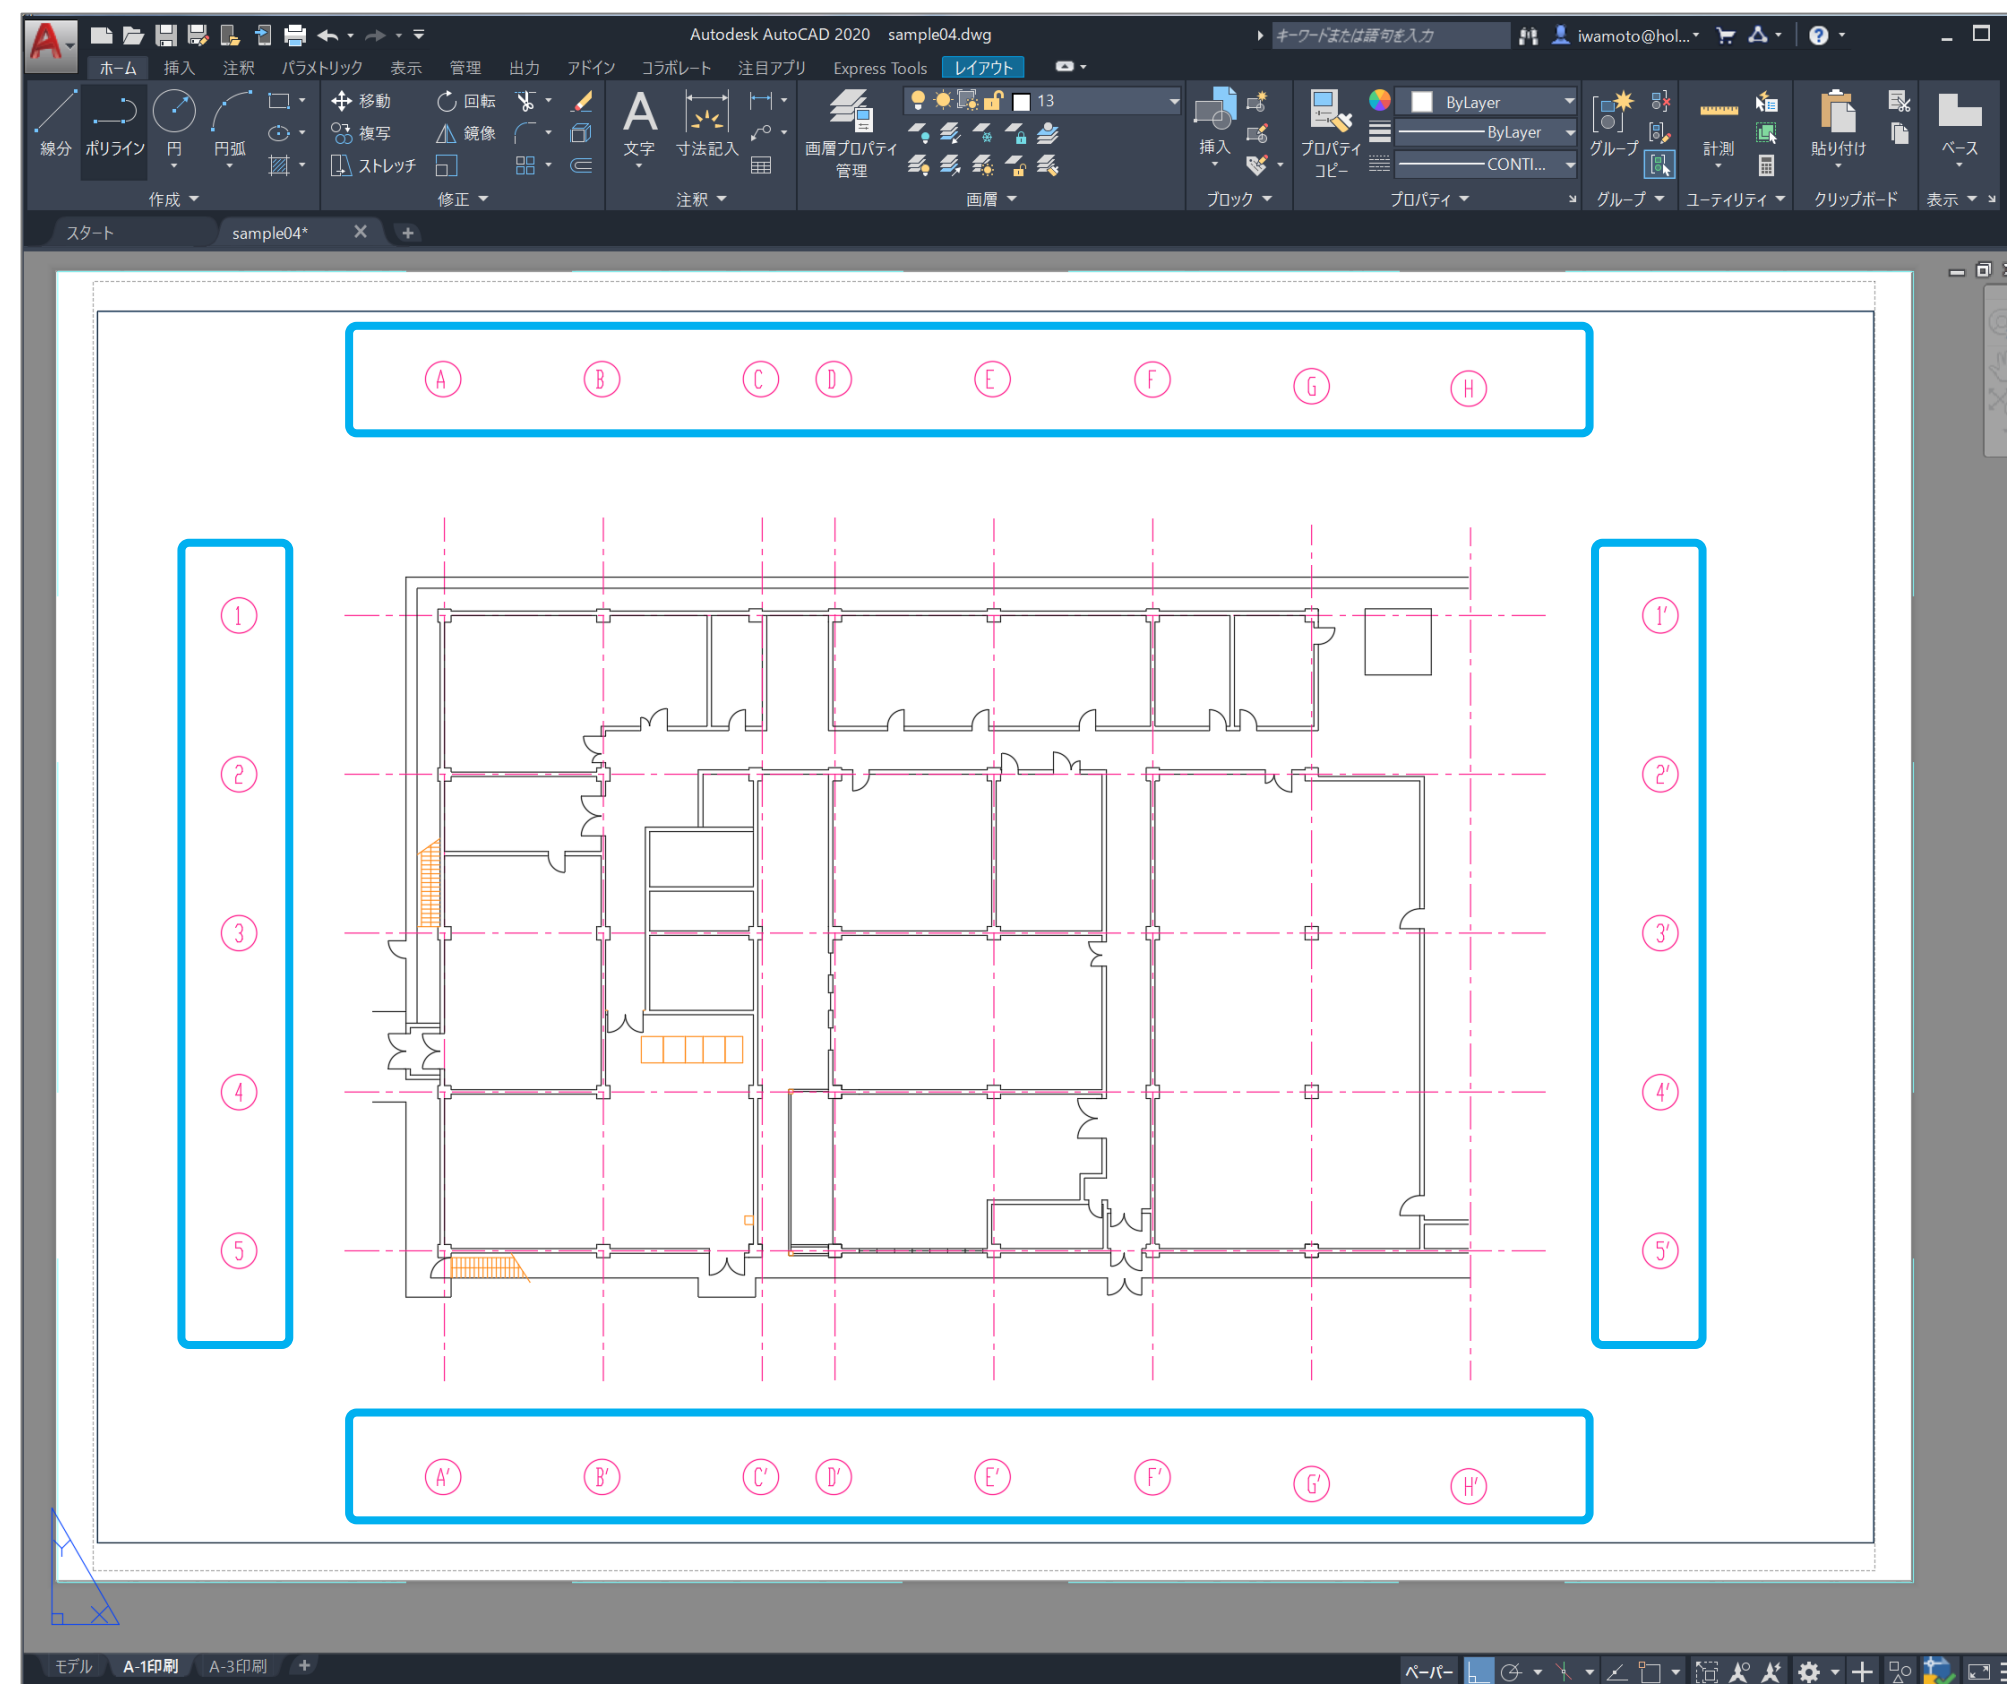 Autodesk AutoCAD 2020 sample04.dwg
キーワードまたは語句を入力
iwamoto@hol...
ホーム 挿入 注釈 パラメトリック 表示 管理 出力 アドイン コラボレート 注目アプリ Express Tools レイアウト
線分 ポリライン 円 円弧
移動 回転
複写 鏡像
ストレッチ
文字 寸法記入
画層プロパティ
管理
13
挿入
プロパティ
コピー
ByLayer
ByLayer
CONTI...
グループ 計測 貼り付け ベース
作成 修正 注釈 画層 ブロック プロパティ グループ ユーティリティ クリップボード 表示
スタート sample04*
A B C D E F G H
1 1'
2 2'
3 3'
4 4'
5 5'
A' B' C' D' E' F' G' H'
Y
X
モデル A-1印刷 A-3印刷
ペーパー